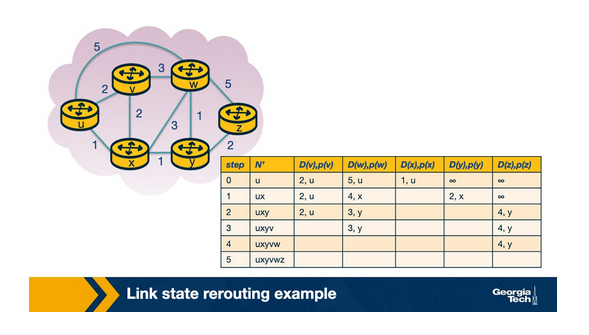 5
3
v
w
2
5
2
1
u
3
z
1
2
x
1
y
step N' D(v),p(v) D(w),p(w) D(x),p(x) D(y),p(y) D(z),p(z)
0 u 2, u 5, u 1, u ∞ ∞
1 ux 2, u 4, x 2, x ∞
2 uxy 2, u 3, y 4, y
3 uxyv 3, y 4, y
4 uxyvw 4, y
5 uxyvwz
Link state rerouting example
Georgia
Tech